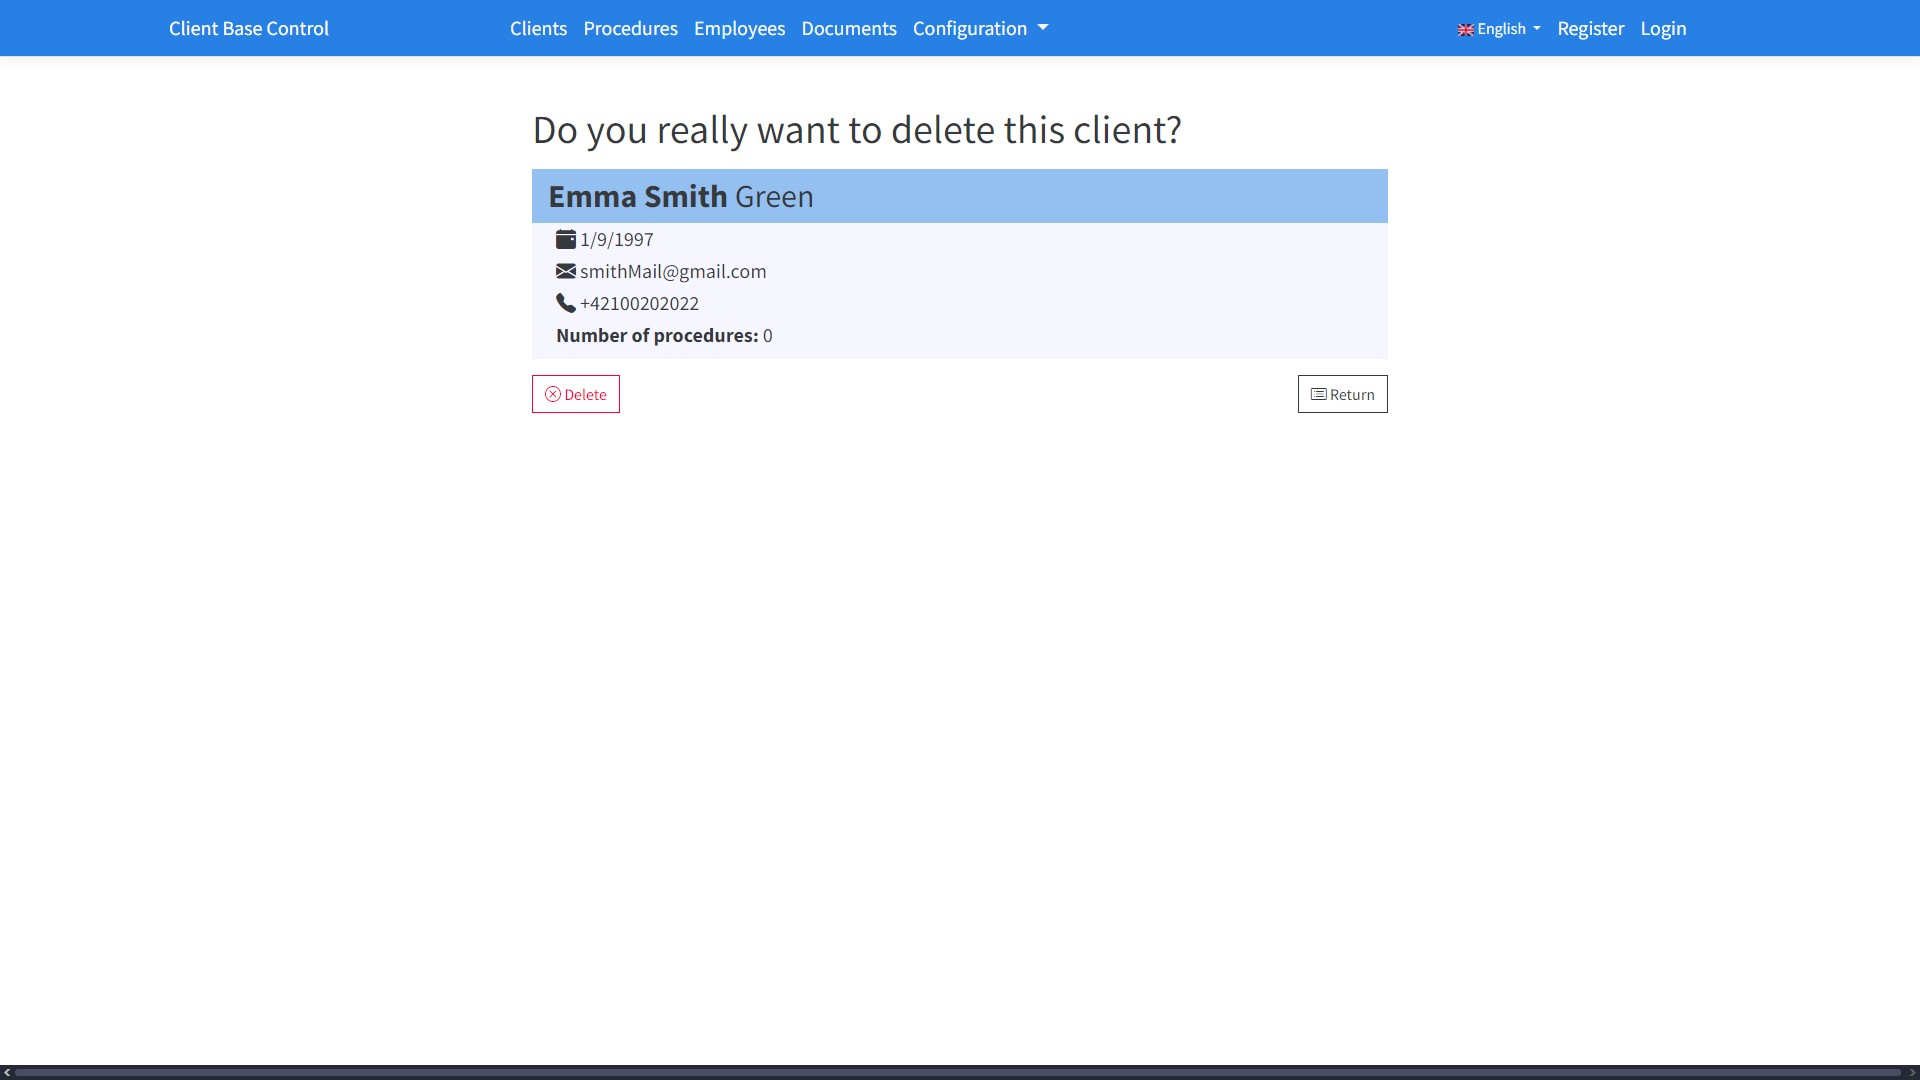 Client Base Control Clients Procedures Employees Documents Configuration English Register Login
Do you really want to delete this client?
Emma Smith Green
1/9/1997
smithMail@gmail.com
+42100202022
Number of procedures: 0
Delete Return